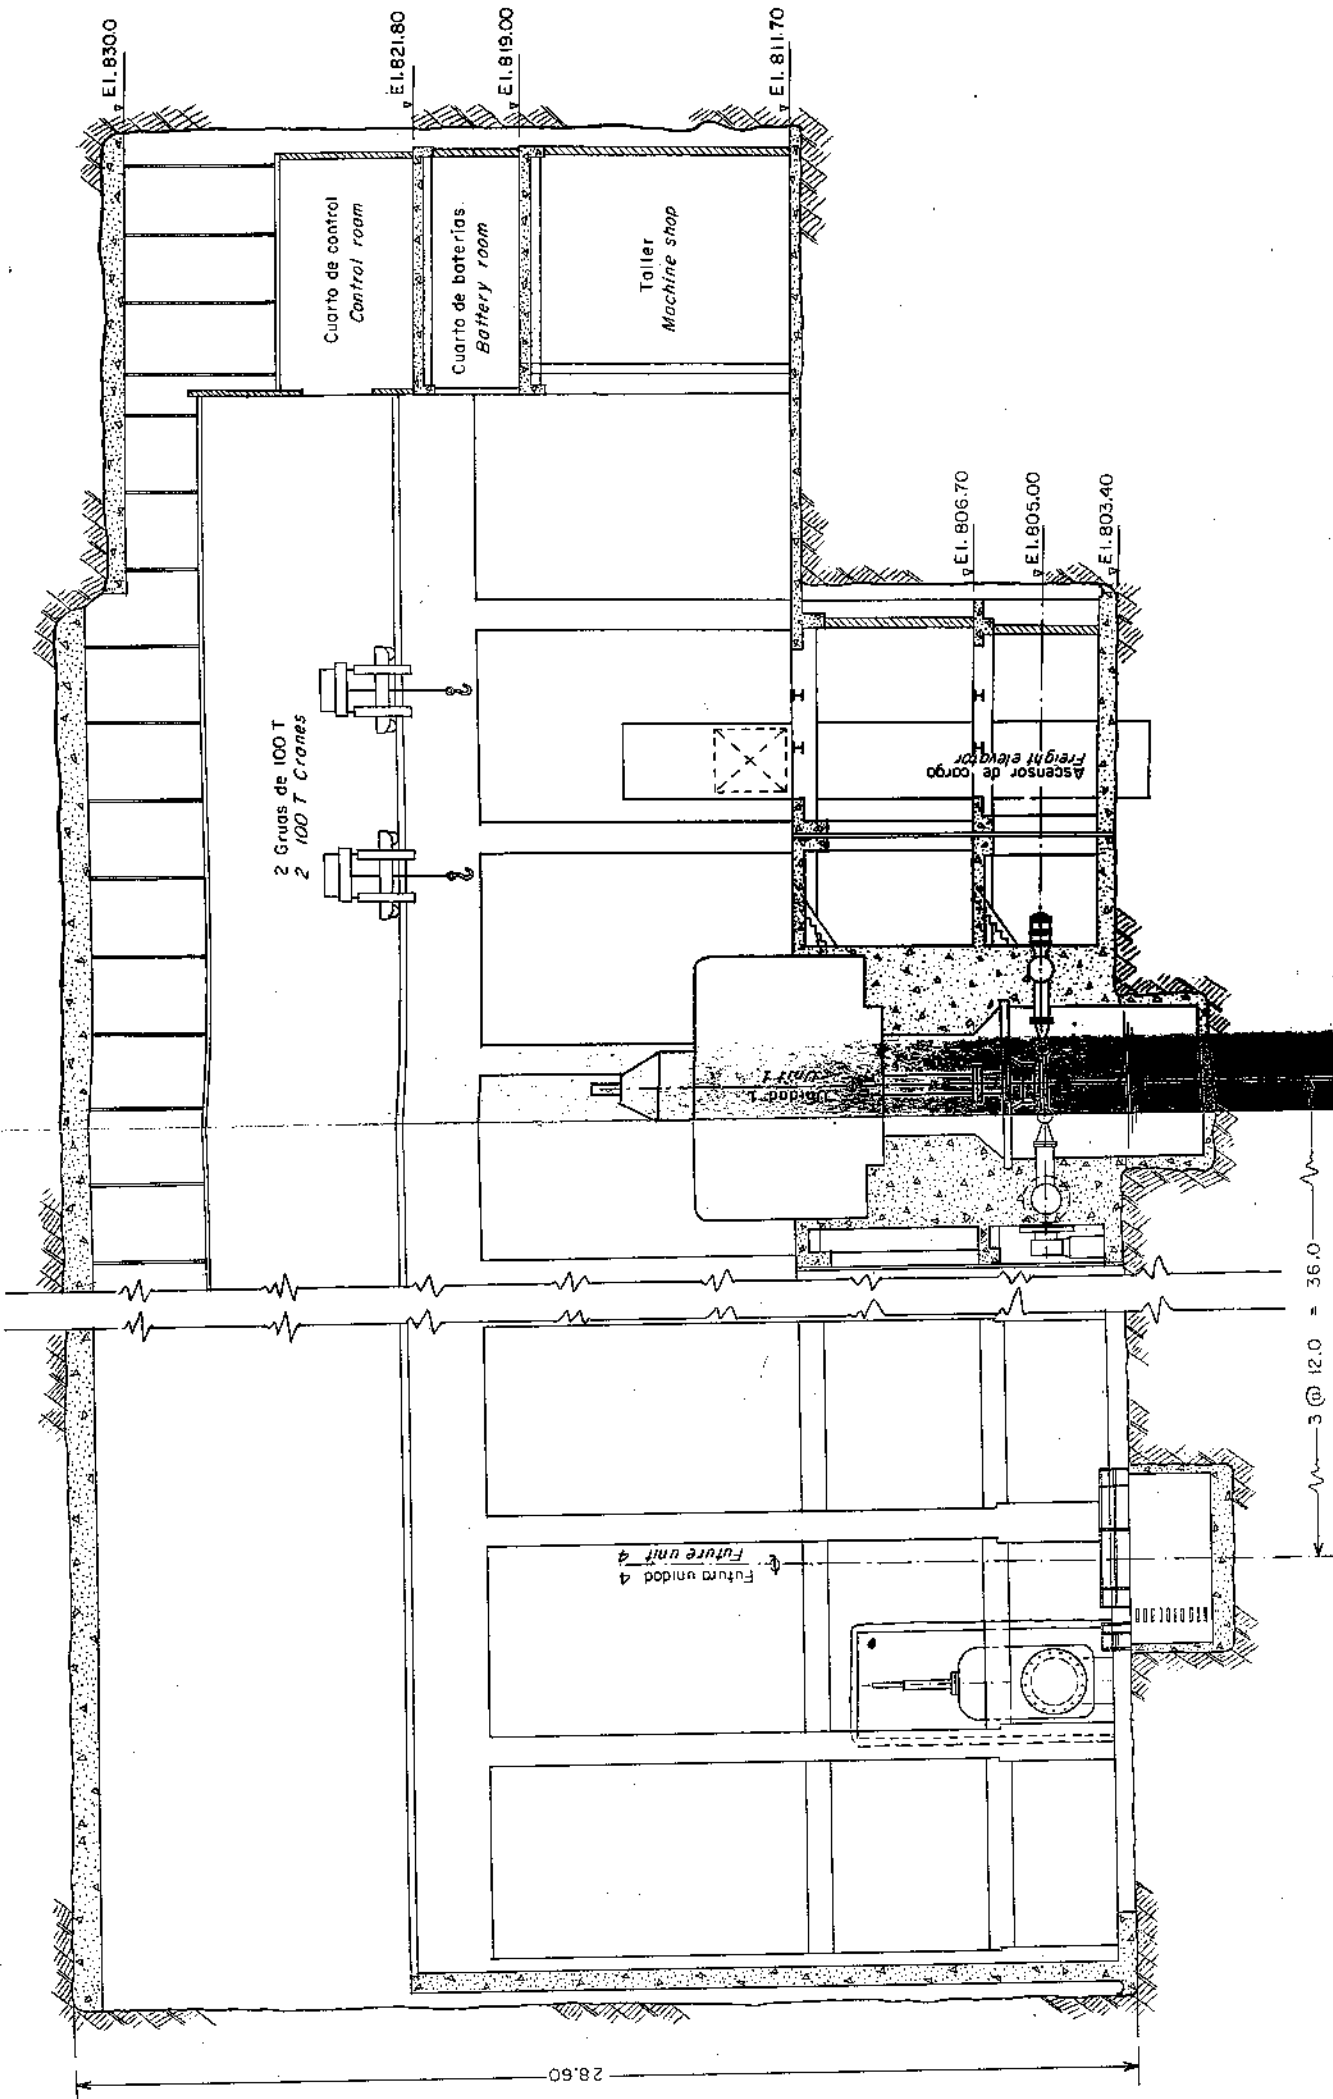 El.830.0
El.821.80
El.819.00
El.811.70
Cuarto de control
Control room
Cuarto de baterías
Battery room
Taller
Machine shop
2 Gruas de 100 T
2 100 T Cranes
El.806.70
El.805.00
El.803.40
Ascensor de cargo
Freight elevator
Unidad 1
Unit 1
Futura unidad 4
Future unit 4
3 @ 12.0 = 36.0
28.60